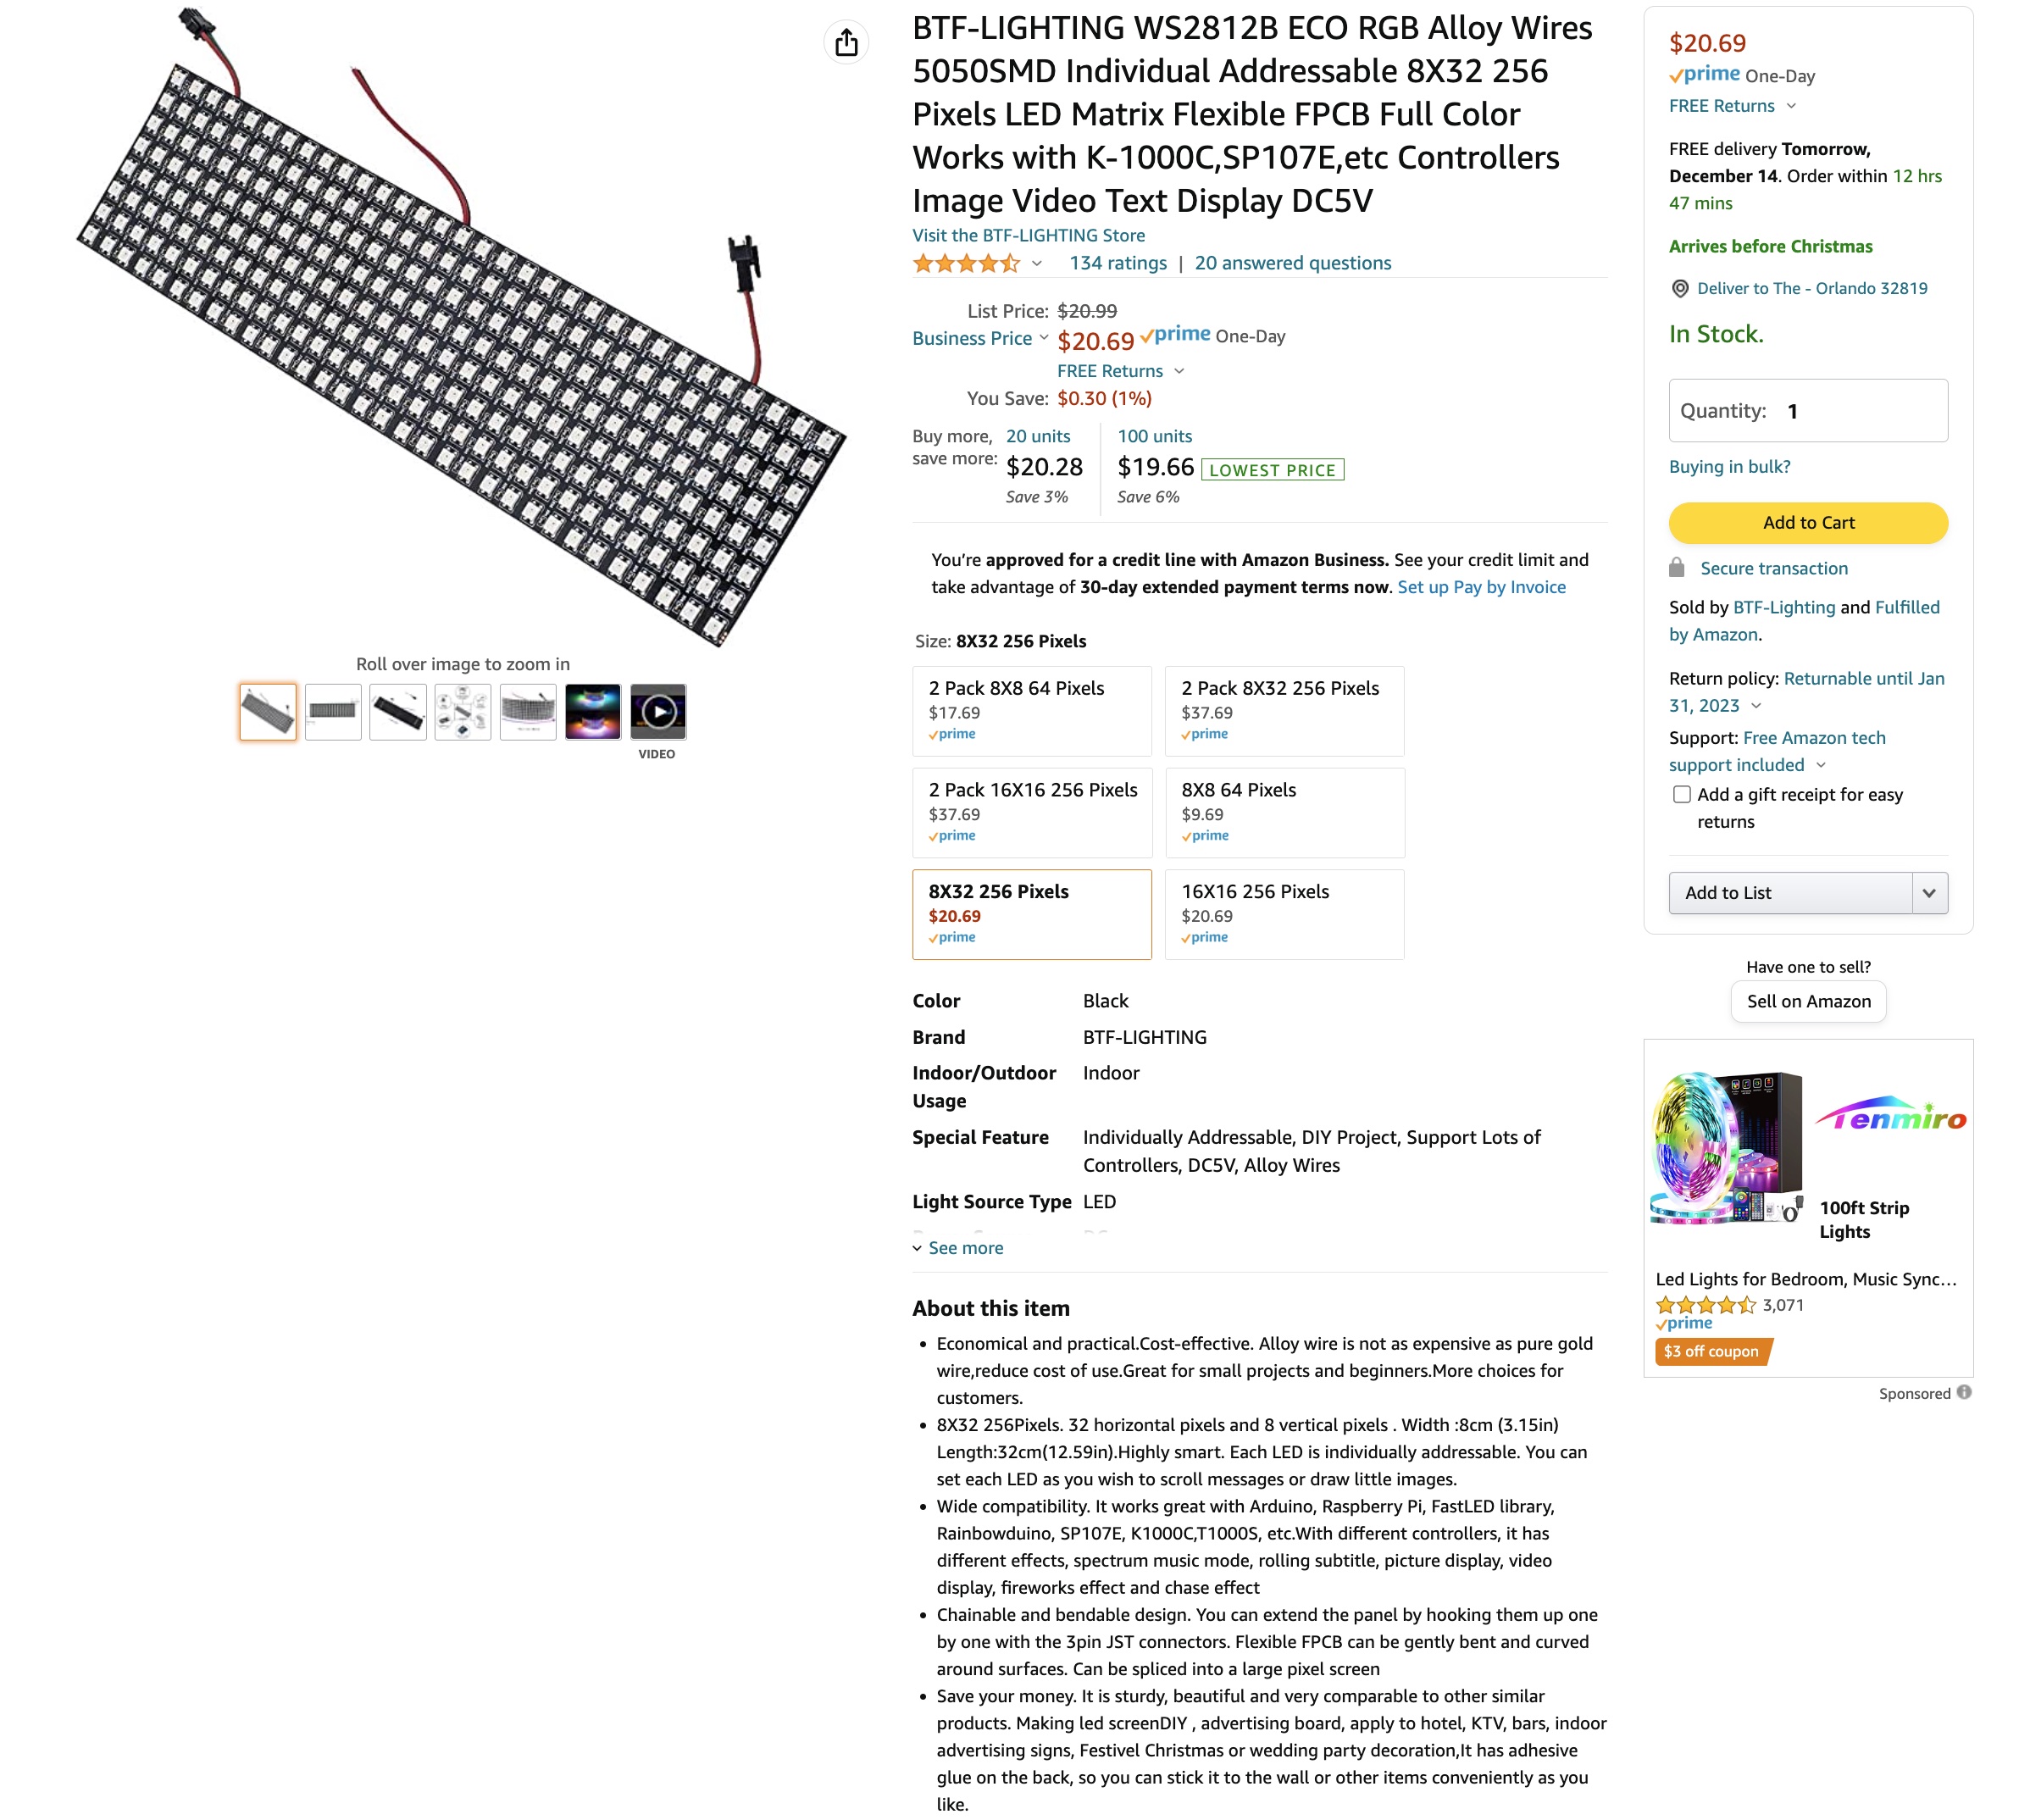 BTF-LIGHTING WS2812B ECO RGB Alloy Wires
5050SMD Individual Addressable 8X32 256
Pixels LED Matrix Flexible FPCB Full Color
Works with K-1000C,SP107E,etc Controllers
Image Video Text Display DC5V
Visit the BTF-LIGHTING Store
134 ratings | 20 answered questions
List Price: $20.99
Business Price $20.69 prime One-Day
FREE Returns
You Save: $0.30 (1%)
Buy more, save more:
20 units
$20.28
Save 3%
100 units
$19.66 LOWEST PRICE
Save 6%
You're approved for a credit line with Amazon Business. See your credit limit and
take advantage of 30-day extended payment terms now. Set up Pay by Invoice
Size: 8X32 256 Pixels
2 Pack 8X8 64 Pixels
$17.69
prime
2 Pack 8X32 256 Pixels
$37.69
prime
2 Pack 16X16 256 Pixels
$37.69
prime
8X8 64 Pixels
$9.69
prime
8X32 256 Pixels
$20.69
prime
16X16 256 Pixels
$20.69
prime
Color Black
Brand BTF-LIGHTING
Indoor/Outdoor Usage Indoor
Special Feature Individually Addressable, DIY Project, Support Lots of
Controllers, DC5V, Alloy Wires
Light Source Type LED
See more
About this item
• Economical and practical.Cost-effective. Alloy wire is not as expensive as pure gold
wire,reduce cost of use.Great for small projects and beginners.More choices for
customers.
• 8X32 256Pixels. 32 horizontal pixels and 8 vertical pixels . Width :8cm (3.15in)
Length:32cm(12.59in).Highly smart. Each LED is individually addressable. You can
set each LED as you wish to scroll messages or draw little images.
• Wide compatibility. It works great with Arduino, Raspberry Pi, FastLED library,
Rainbowduino, SP107E, K1000C,T1000S, etc.With different controllers, it has
different effects, spectrum music mode, rolling subtitle, picture display, video
display, fireworks effect and chase effect
• Chainable and bendable design. You can extend the panel by hooking them up one
by one with the 3pin JST connectors. Flexible FPCB can be gently bent and curved
around surfaces. Can be spliced into a large pixel screen
• Save your money. It is sturdy, beautiful and very comparable to other similar
products. Making led screenDIY , advertising board, apply to hotel, KTV, bars, indoor
advertising signs, Festivel Christmas or wedding party decoration,It has adhesive
glue on the back, so you can stick it to the wall or other items conveniently as you
like.
Roll over image to zoom in
VIDEO
$20.69
prime One-Day
FREE Returns
FREE delivery Tomorrow,
December 14. Order within 12 hrs
47 mins
Arrives before Christmas
Deliver to The - Orlando 32819
In Stock.
Quantity: 1
Buying in bulk?
Add to Cart
Secure transaction
Sold by BTF-Lighting and Fulfilled
by Amazon.
Return policy: Returnable until Jan
31, 2023
Support: Free Amazon tech
support included
Add a gift receipt for easy
returns
Add to List
Have one to sell?
Sell on Amazon
Tenmiro
100ft Strip
Lights
Led Lights for Bedroom, Music Sync…
3,071
prime
$3 off coupon
Sponsored